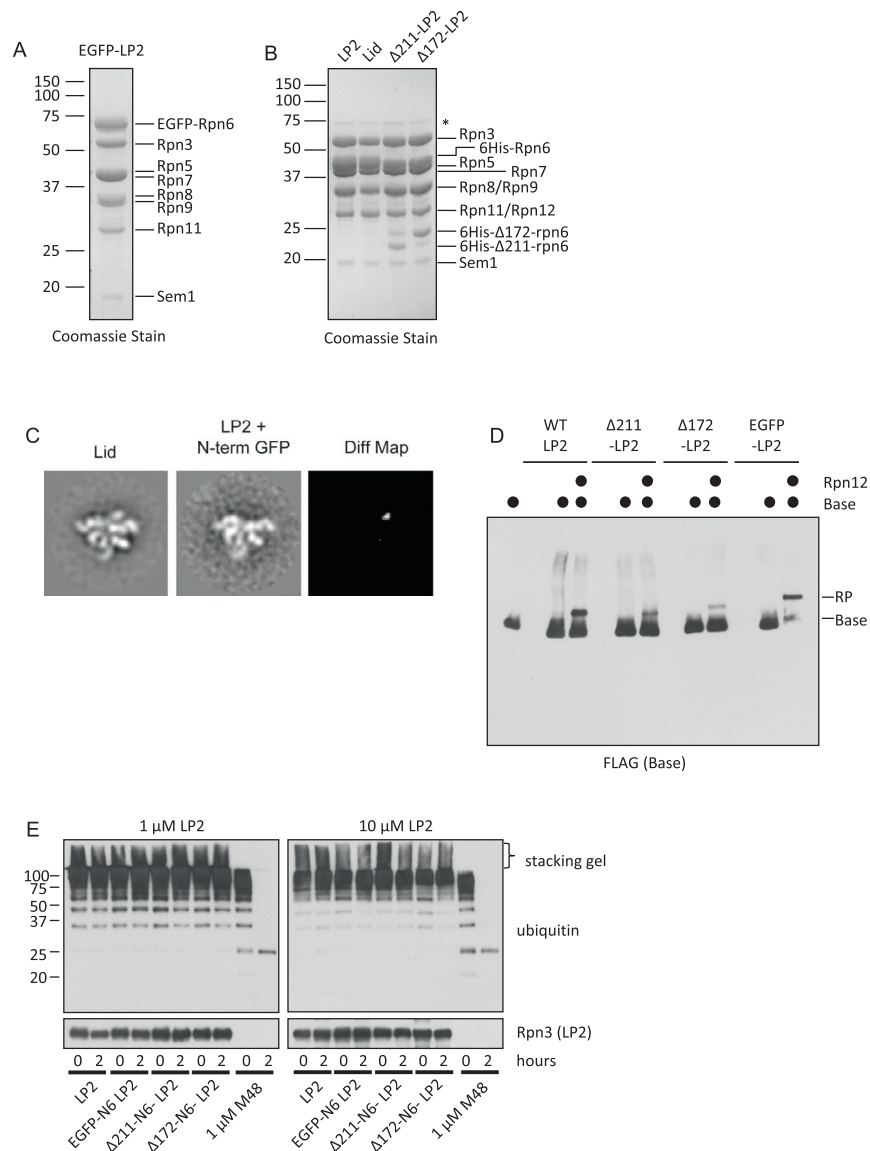 A
EGFP-LP2
150
100
75
50
37
25
20
EGFP-Rpn6
Rpn3
Rpn5
Rpn7
Rpn8
Rpn9
Rpn11
Sem1
Coomassie Stain
B
LP2
Lid
Δ211-LP2
Δ172-LP2
150
100
75
50
37
25
20
*
Rpn3
6His-Rpn6
Rpn5
Rpn7
Rpn8/Rpn9
Rpn11/Rpn12
6His-Δ172-rpn6
6His-Δ211-rpn6
Sem1
Coomassie Stain
C
Lid
LP2 +
N-term GFP
Diff Map
D
WT
LP2
Δ211
-LP2
Δ172
-LP2
EGFP
-LP2
Rpn12
Base
RP
Base
FLAG (Base)
E
1 µM LP2
10 µM LP2
100
75
50
37
25
20
stacking gel
ubiquitin
Rpn3 (LP2)
0 2 0 2 0 2 0 2 0 2 0 2 0 2 0 2 0 2 0 2 hours
LP2
EGFP-N6 LP2
Δ211-N6- LP2
Δ172-N6- LP2
1 µM M48
LP2
EGFP-N6 LP2
Δ211-N6- LP2
Δ172-N6- LP2
1 µM M48